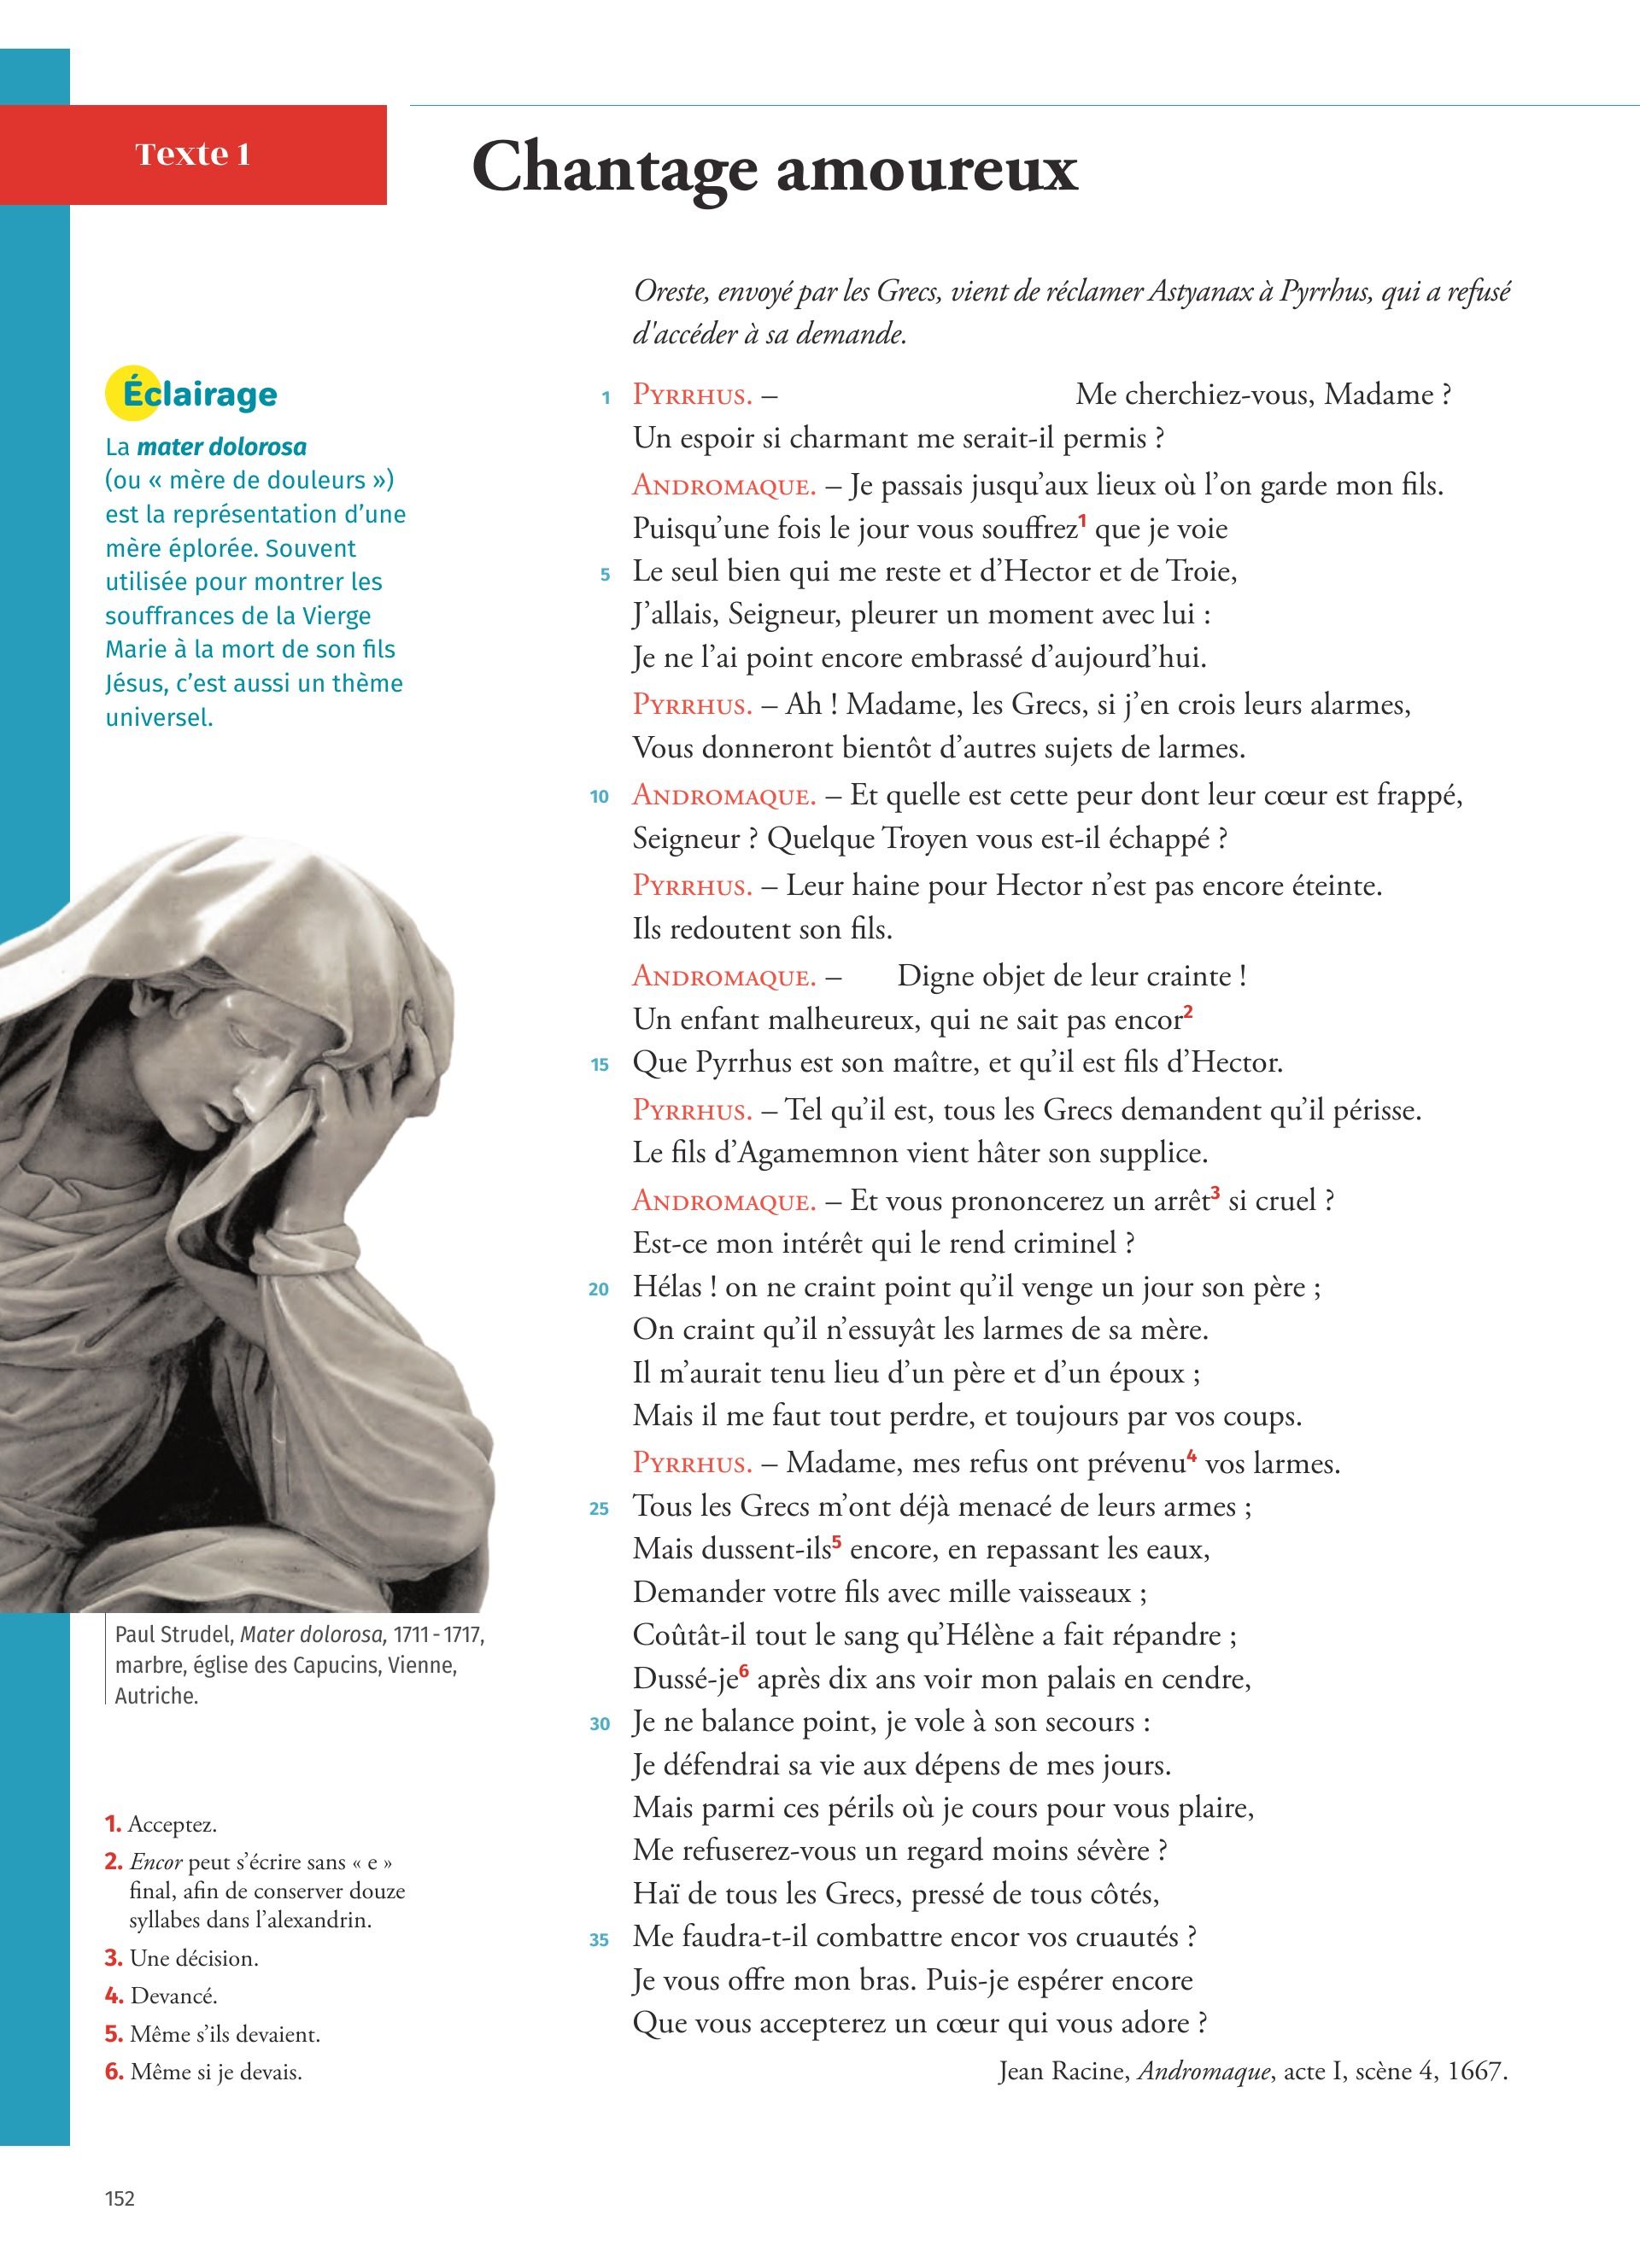 Texte 1
Chantage amoureux
Oreste, envoyé par les Grecs, vient de réclamer Astyanax à Pyrrhus, qui a refusé
d'accéder à sa demande.
Éclairage
La mater dolorosa
(ou « mère de douleurs »)
est la représentation d’une
mère éplorée. Souvent
utilisée pour montrer les
souffrances de la Vierge
Marie à la mort de son fils
Jésus, c’est aussi un thème
universel.
1 Pyrrhus. – Me cherchiez-vous, Madame ?
Un espoir si charmant me serait-il permis ?
Andromaque. – Je passais jusqu’aux lieux où l’on garde mon fils.
Puisqu’une fois le jour vous souffrez1 que je voie
5 Le seul bien qui me reste et d’Hector et de Troie,
J’allais, Seigneur, pleurer un moment avec lui :
Je ne l’ai point encore embrassé d’aujourd’hui.
Pyrrhus. – Ah ! Madame, les Grecs, si j’en crois leurs alarmes,
Vous donneront bientôt d’autres sujets de larmes.
10 Andromaque. – Et quelle est cette peur dont leur cœur est frappé,
Seigneur ? Quelque Troyen vous est-il échappé ?
Pyrrhus. – Leur haine pour Hector n’est pas encore éteinte.
Ils redoutent son fils.
Andromaque. – Digne objet de leur crainte !
Un enfant malheureux, qui ne sait pas encor2
15 Que Pyrrhus est son maître, et qu’il est fils d’Hector.
Pyrrhus. – Tel qu’il est, tous les Grecs demandent qu’il périsse.
Le fils d’Agamemnon vient hâter son supplice.
Andromaque. – Et vous prononcerez un arrêt3 si cruel ?
Est-ce mon intérêt qui le rend criminel ?
20 Hélas ! on ne craint point qu’il venge un jour son père ;
On craint qu’il n’essuyât les larmes de sa mère.
Il m’aurait tenu lieu d’un père et d’un époux ;
Mais il me faut tout perdre, et toujours par vos coups.
Pyrrhus. – Madame, mes refus ont prévenu4 vos larmes.
25 Tous les Grecs m’ont déjà menacé de leurs armes ;
Mais dussent-ils5 encore, en repassant les eaux,
Demander votre fils avec mille vaisseaux ;
Coûtât-il tout le sang qu’Hélène a fait répandre ;
Dussé-je6 après dix ans voir mon palais en cendre,
30 Je ne balance point, je vole à son secours :
Je défendrai sa vie aux dépens de mes jours.
Mais parmi ces périls où je cours pour vous plaire,
Me refuserez-vous un regard moins sévère ?
Haï de tous les Grecs, pressé de tous côtés,
35 Me faudra-t-il combattre encor vos cruautés ?
Je vous offre mon bras. Puis-je espérer encore
Que vous accepterez un cœur qui vous adore ?
Jean Racine, Andromaque, acte I, scène 4, 1667.
Paul Strudel, Mater dolorosa, 1711-1717,
marbre, église des Capucins, Vienne,
Autriche.
1. Acceptez.
2. Encor peut s’écrire sans « e »
final, afin de conserver douze
syllabes dans l’alexandrin.
3. Une décision.
4. Devancé.
5. Même s’ils devaient.
6. Même si je devais.
152